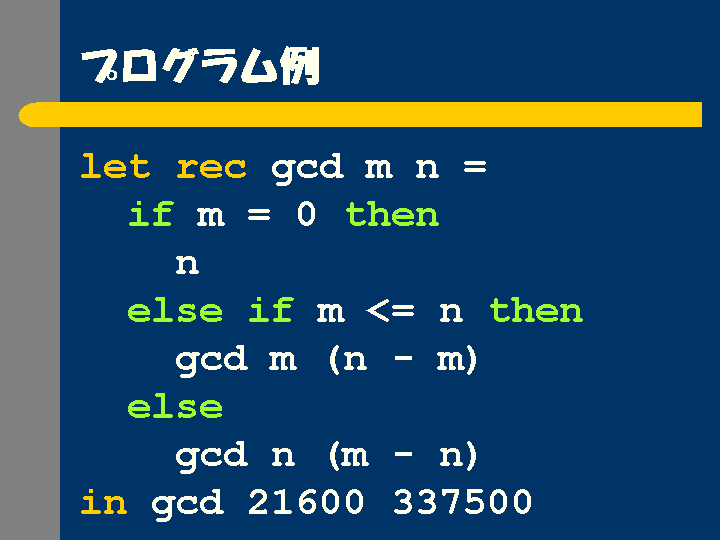 プログラム例
let rec gcd m n =
if m = 0 then
n
else if m <= n then
gcd m (n - m)
else
gcd n (m - n)
in gcd 21600 337500